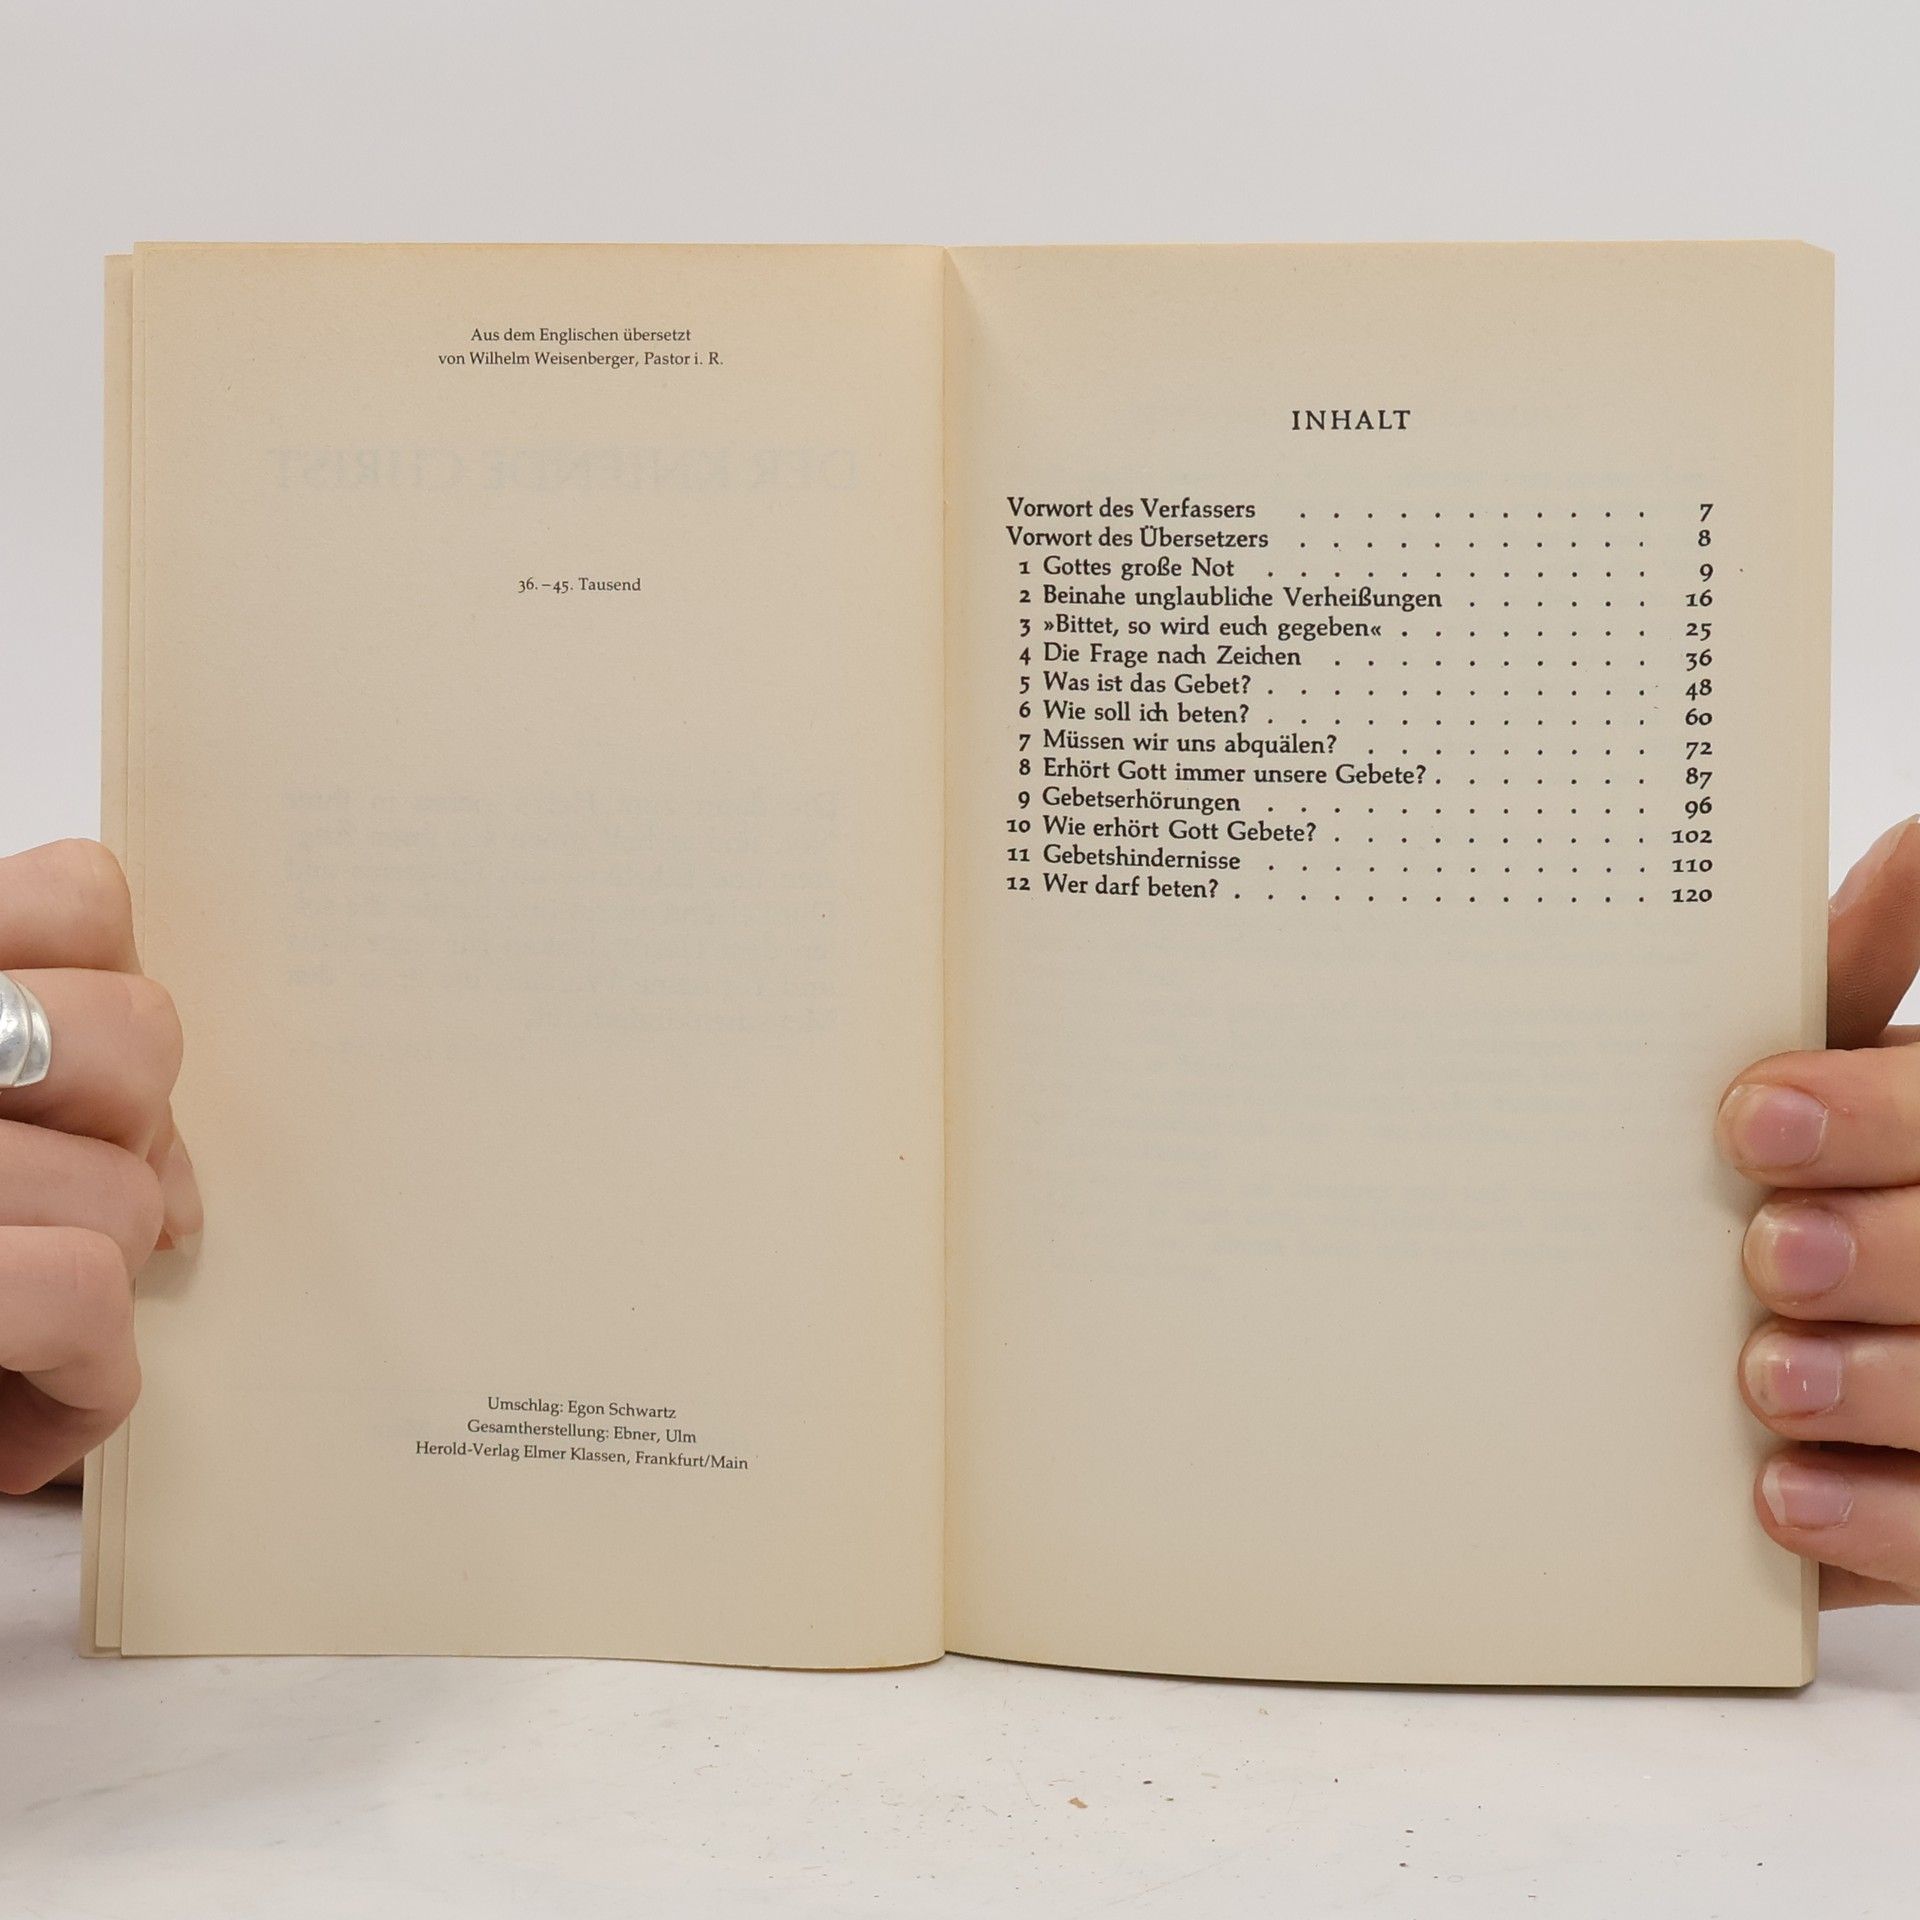 Aus dem Englischen übersetzt
von Wilhelm Weisenberger, Pastor i. R.
DER KNIENDE CHRIST
36.–45. Tausend
Umschlag: Egon Schwartz
Gesamtherstellung: Ebner, Ulm
Herold-Verlag Elmer Klassen, Frankfurt/Main
INHALT
Vorwort des Verfassers . . . . . . . . . . . 7
Vorwort des Übersetzers . . . . . . . . . . . 8
1 Gottes große Not . . . . . . . . . . . . 9
2 Beinahe unglaubliche Verheißungen . . . . . . 16
3 »Bittet, so wird euch gegeben« . . . . . . . . 25
4 Die Frage nach Zeichen . . . . . . . . . . 36
5 Was ist das Gebet? . . . . . . . . . . . . 48
6 Wie soll ich beten? . . . . . . . . . . . . 60
7 Müssen wir uns abquälen? . . . . . . . . . 72
8 Erhört Gott immer unsere Gebete? . . . . . . . 87
9 Gebetserhörungen . . . . . . . . . . . . 96
10 Wie erhört Gott Gebete? . . . . . . . . . . 102
11 Gebetshindernisse . . . . . . . . . . . . 110
12 Wer darf beten? . . . . . . . . . . . . . 120